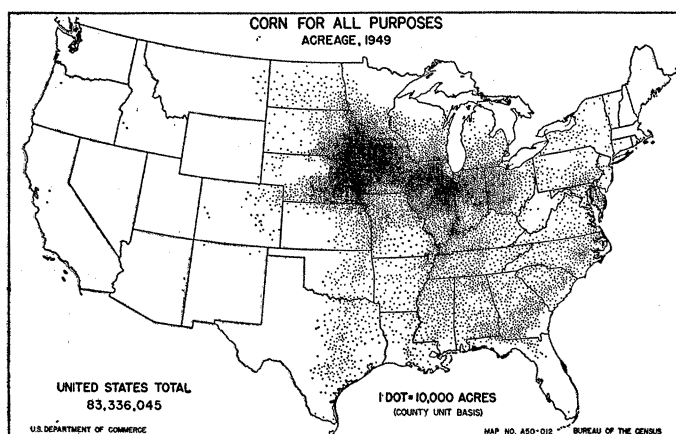 CORN FOR ALL PURPOSES
ACREAGE, 1949
UNITED STATES TOTAL
83,336,045
1 DOT=10,000 ACRES
(COUNTY UNIT BASIS)
U.S. DEPARTMENT OF COMMERCE
MAP NO. A50-012
BUREAU OF THE CENSUS